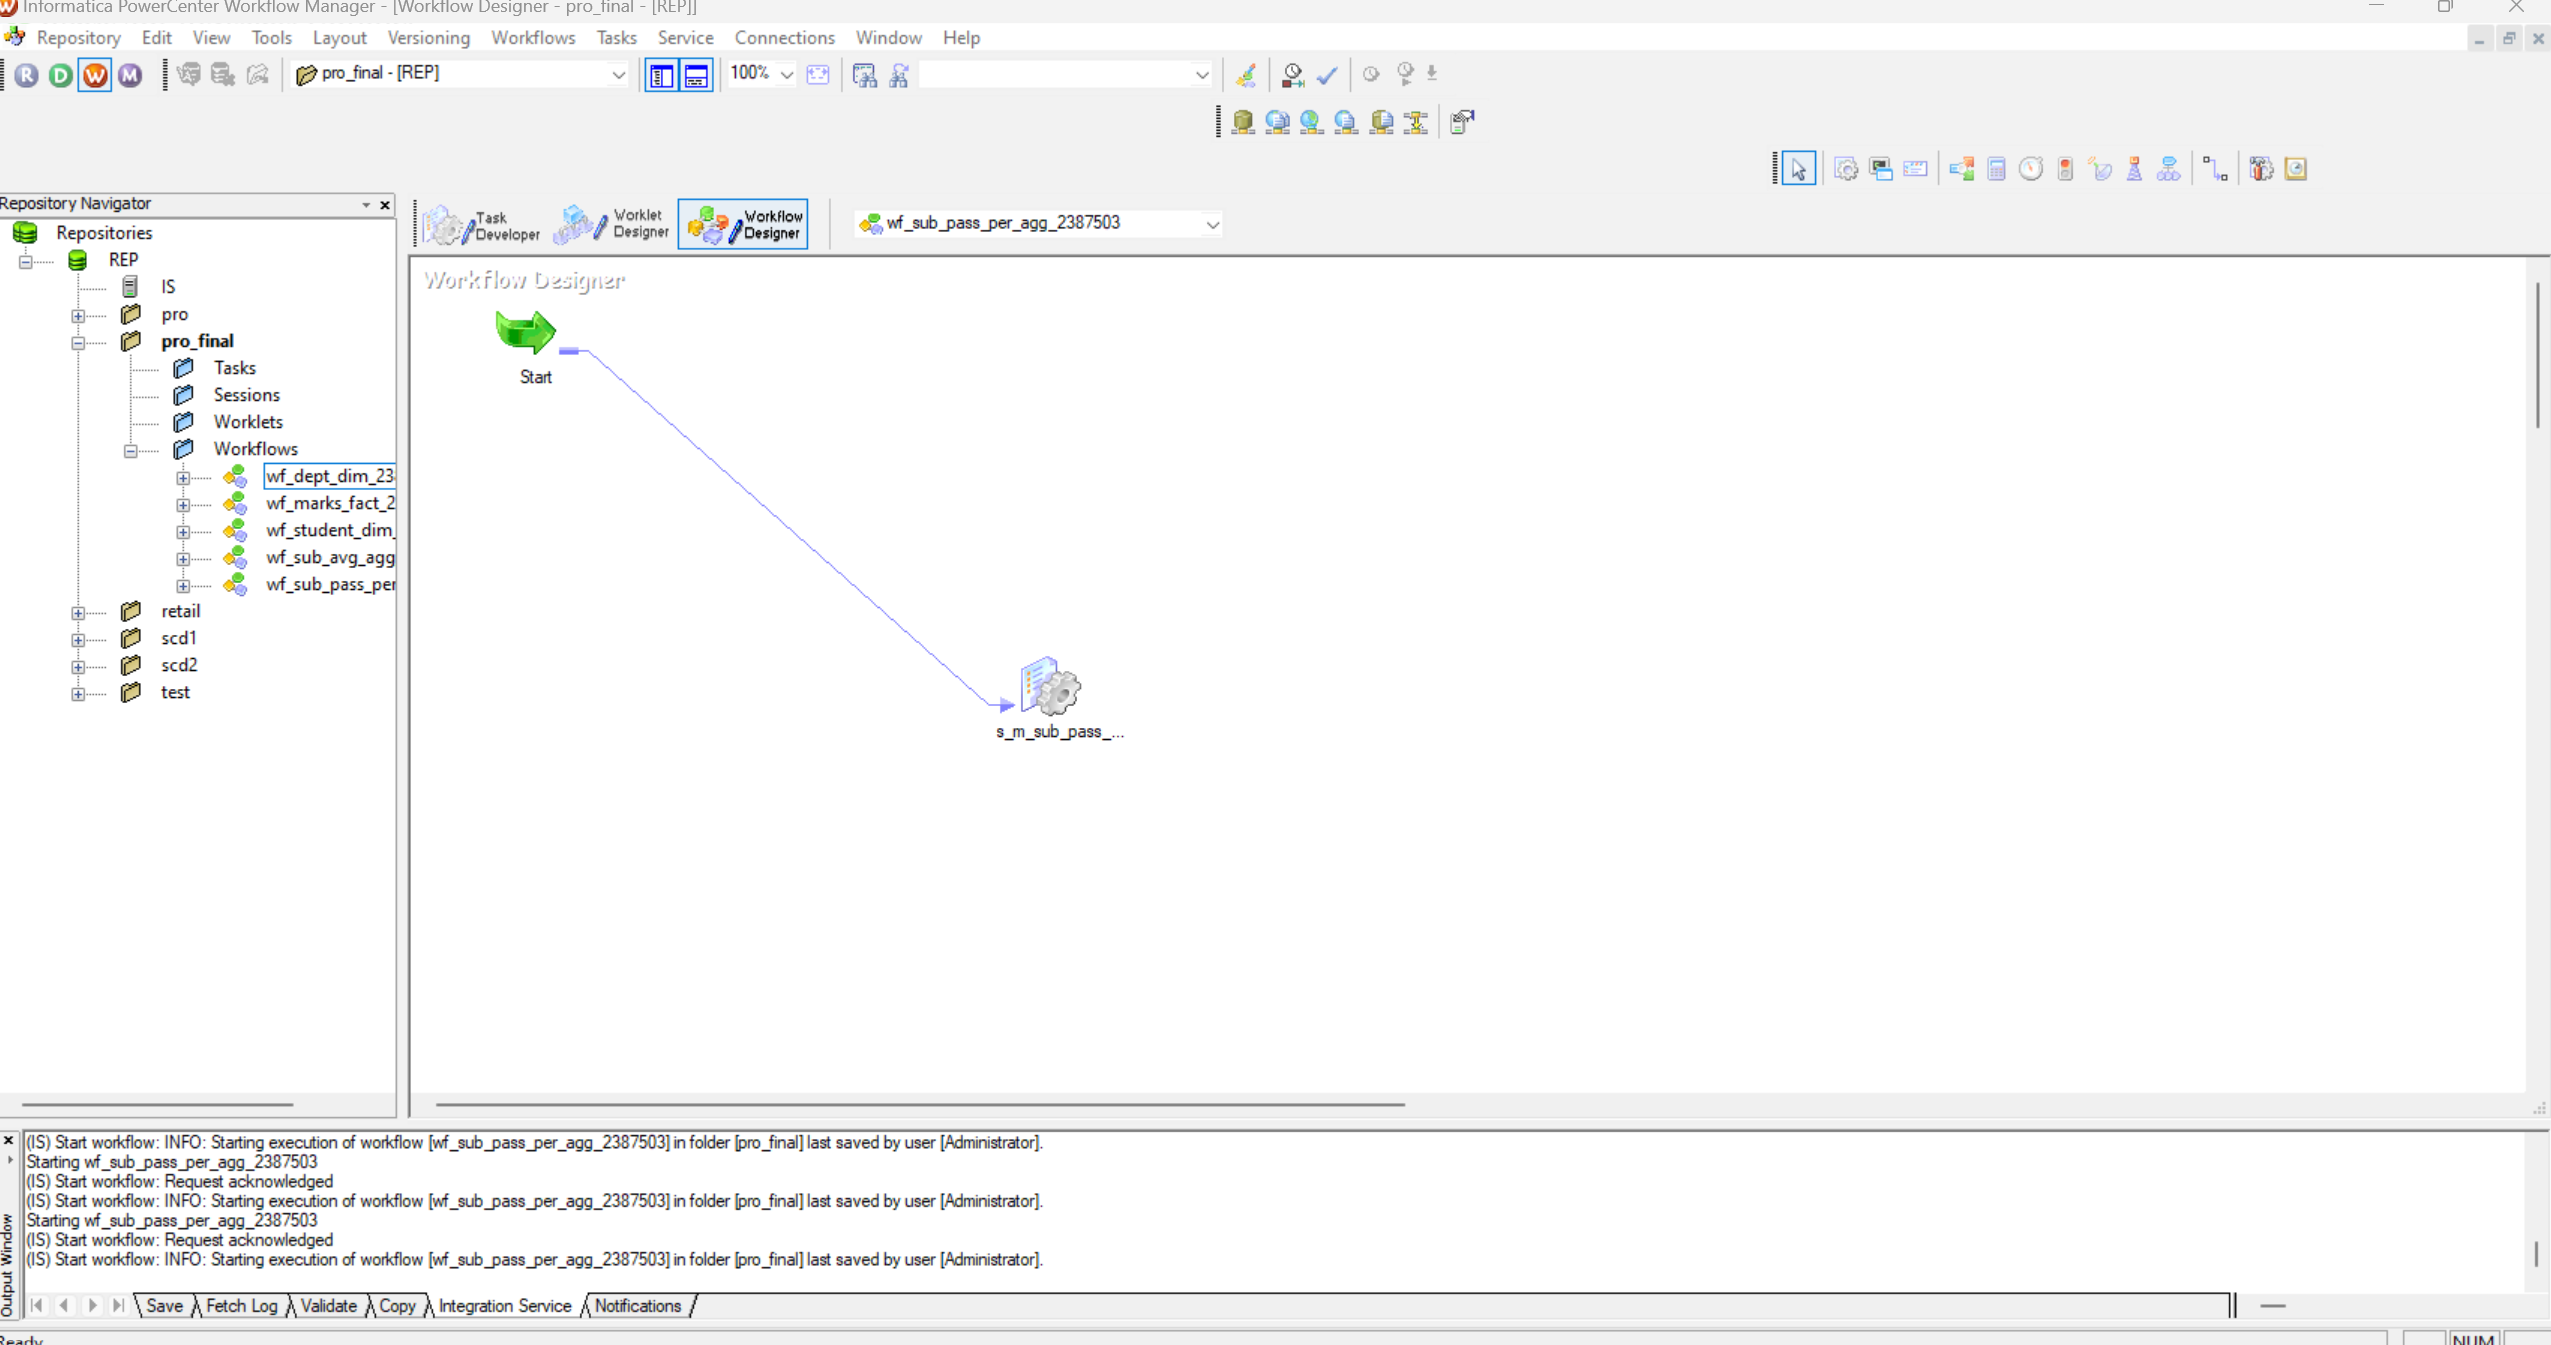 Informatica PowerCenter Workflow Manager - [Workflow Designer - pro_final - [REP]]
Repository Edit View Tools Layout Versioning Workflows Tasks Service Connections Window Help
R D W M pro_final - [REP] 100%
Repository Navigator
Repositories
REP
IS
pro
pro_final
Tasks
Sessions
Worklets
Workflows
wf_dept_dim_23
wf_marks_fact_2
wf_student_dim_
wf_sub_avg_agg
wf_sub_pass_per
retail
scd1
scd2
test
Task Developer
Worklet Designer
Workflow Designer
wf_sub_pass_per_agg_2387503
Workflow Designer
Start
s_m_sub_pass_...
(IS) Start workflow: INFO: Starting execution of workflow [wf_sub_pass_per_agg_2387503] in folder [pro_final] last saved by user [Administrator].
Starting wf_sub_pass_per_agg_2387503
(IS) Start workflow: Request acknowledged
(IS) Start workflow: INFO: Starting execution of workflow [wf_sub_pass_per_agg_2387503] in folder [pro_final] last saved by user [Administrator].
Starting wf_sub_pass_per_agg_2387503
(IS) Start workflow: Request acknowledged
(IS) Start workflow: INFO: Starting execution of workflow [wf_sub_pass_per_agg_2387503] in folder [pro_final] last saved by user [Administrator].
Output Window
Save Fetch Log Validate Copy Integration Service Notifications
Ready
NUM